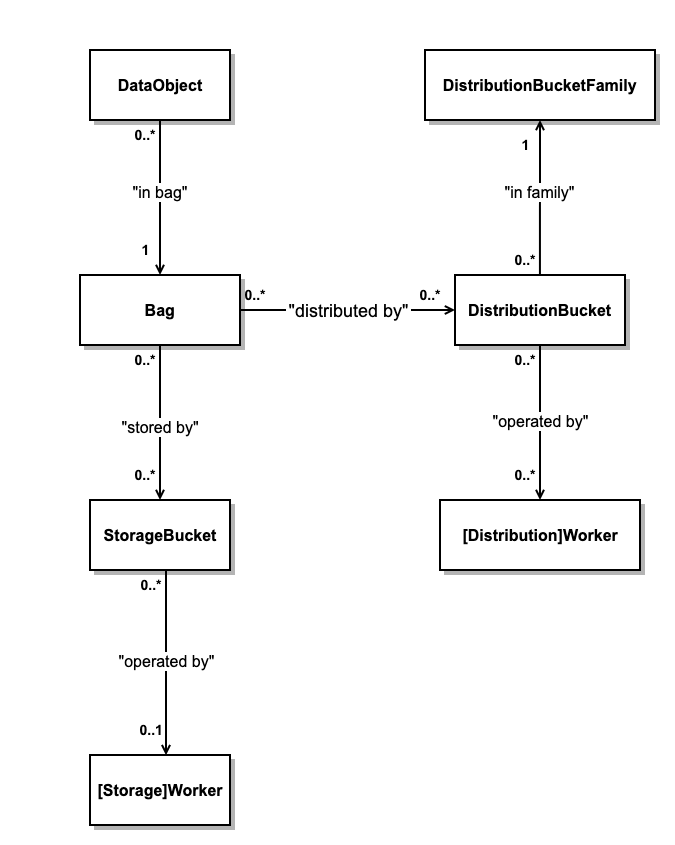 DataObject
DistributionBucketFamily
0..*
1
"in bag"
"in family"
1
0..*
Bag
0..*
"distributed by"
0..*
DistributionBucket
0..*
0..*
"stored by"
"operated by"
0..*
0..*
StorageBucket
[Distribution]Worker
0..*
"operated by"
0..1
[Storage]Worker